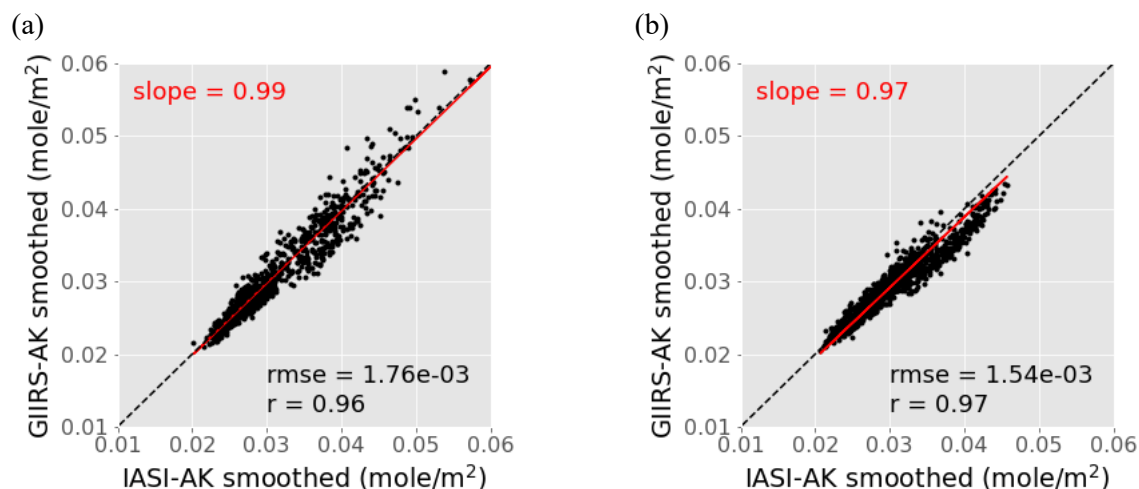 (a)
GIIRS-AK smoothed (mole/m²)
0.06
0.05
0.04
0.03
0.02
0.01
slope = 0.99
rmse = 1.76e-03
r = 0.96
0.01 0.02 0.03 0.04 0.05 0.06
IASI-AK smoothed (mole/m²)
(b)
GIIRS-AK smoothed (mole/m²)
0.06
0.05
0.04
0.03
0.02
0.01
slope = 0.97
rmse = 1.54e-03
r = 0.97
0.01 0.02 0.03 0.04 0.05 0.06
IASI-AK smoothed (mole/m²)